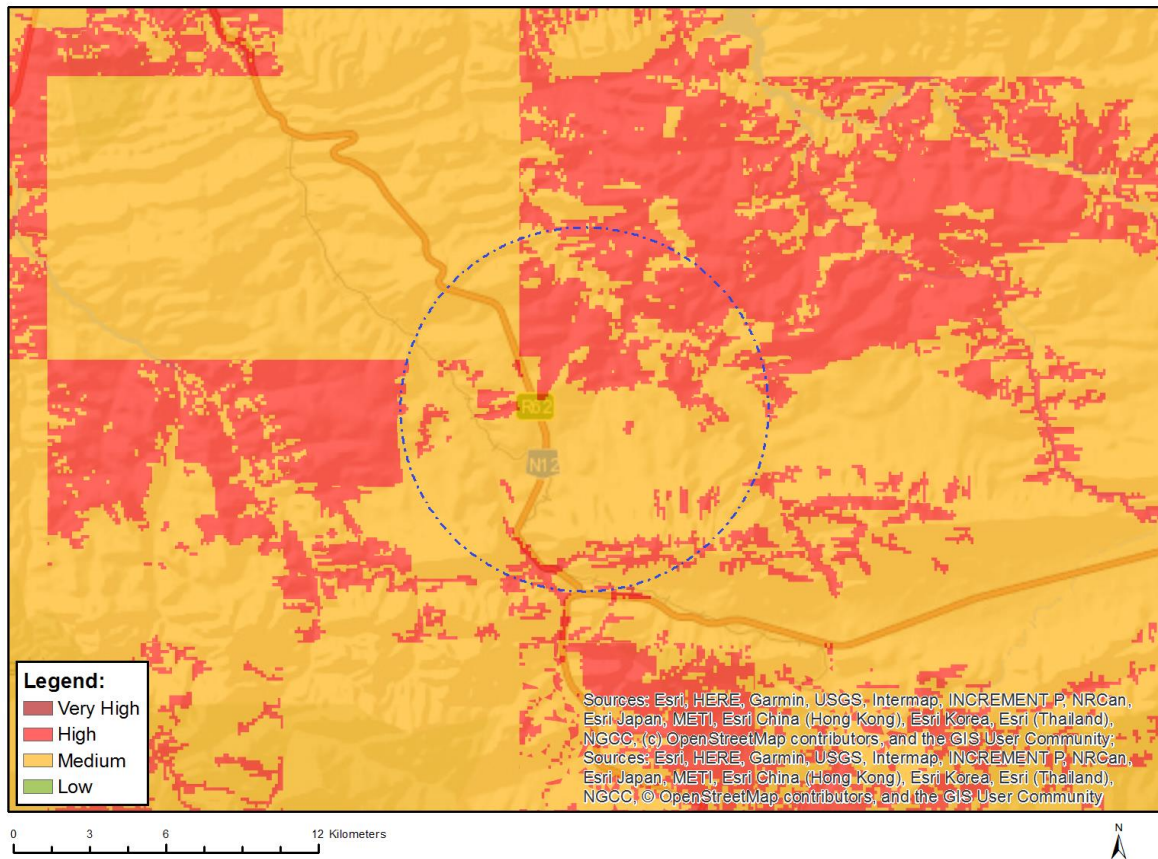 R62
N12
Legend:
Very High
High
Medium
Low
Sources: Esri, HERE, Garmin, USGS, Intermap, INCREMENT P, NRCan,
Esri Japan, METI, Esri China (Hong Kong), Esri Korea, Esri (Thailand),
NGCC, (c) OpenStreetMap contributors, and the GIS User Community;
Sources: Esri, HERE, Garmin, USGS, Intermap, INCREMENT P, NRCan,
Esri Japan, METI, Esri China (Hong Kong), Esri Korea, Esri (Thailand),
NGCC, © OpenStreetMap contributors, and the GIS User Community
0 3 6 12 Kilometers
N